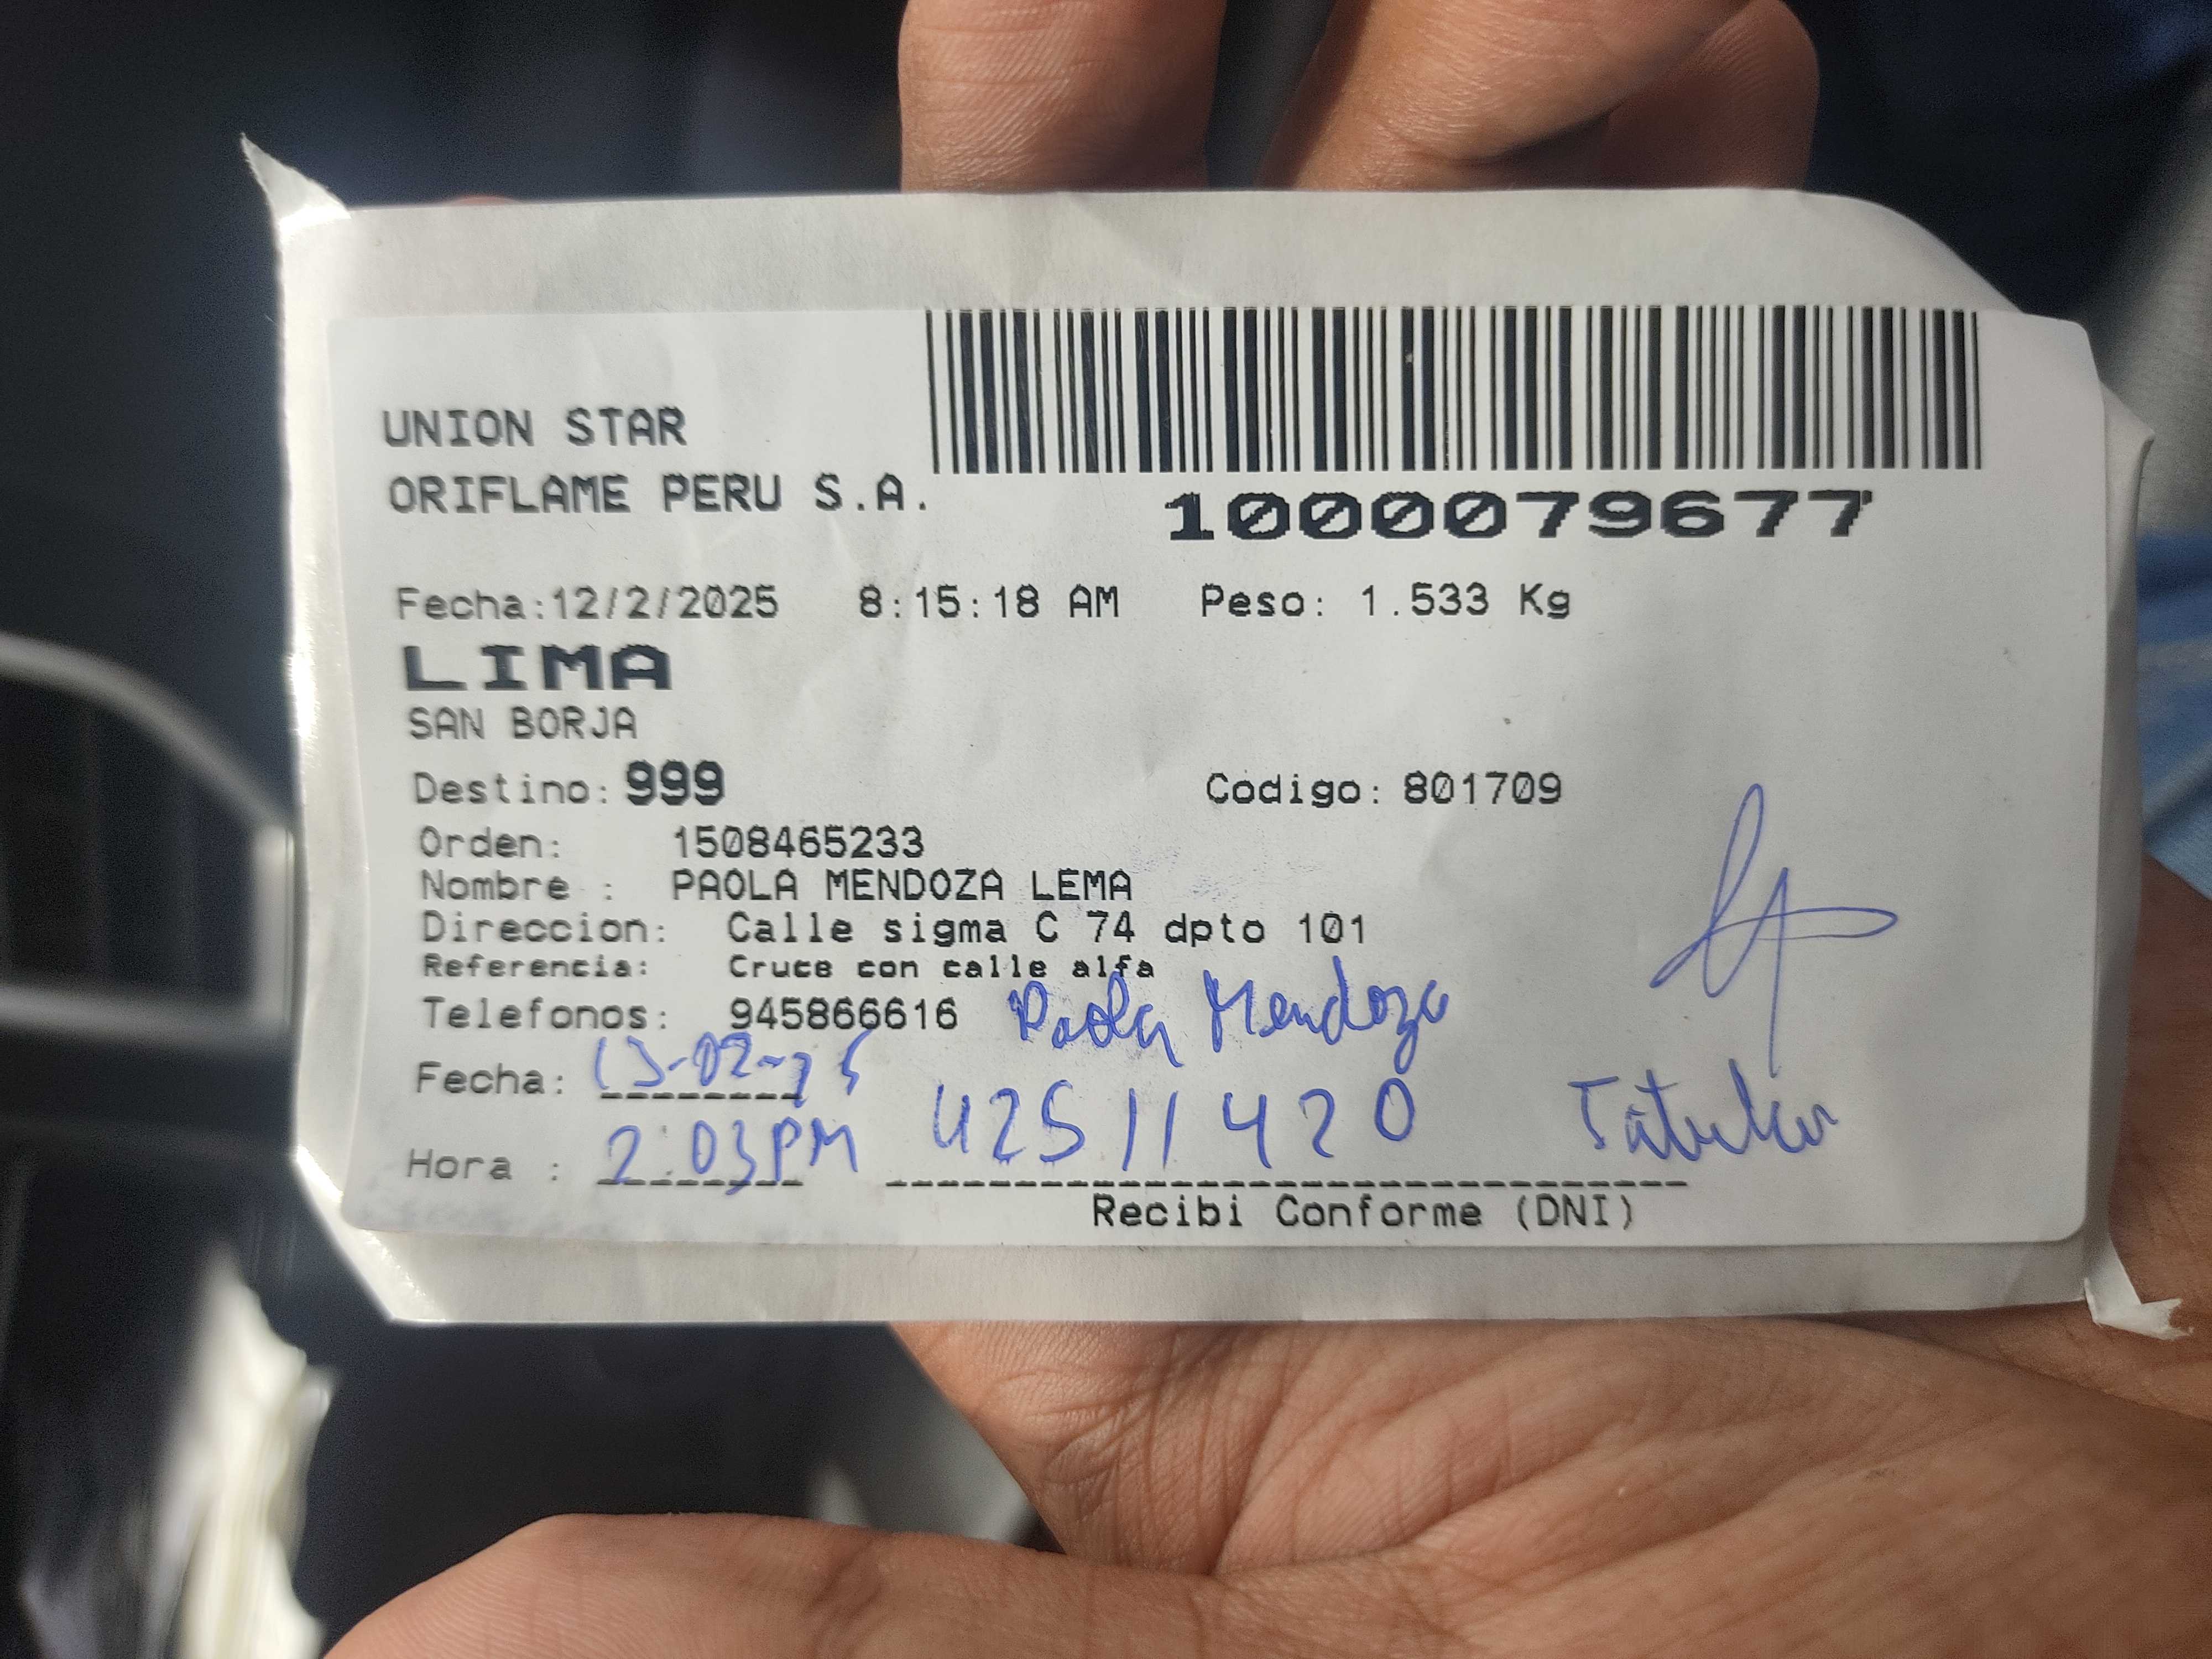 UNION STAR
ORIFLAME PERU S.A.
1000079677
Fecha:12/2/2025 8:15:18 AM Peso: 1.533 Kg
LIMA
SAN BORJA
Destino: 999 Codigo: 801709
Orden: 1508465233
Nombre : PAOLA MENDOZA LEMA
Direccion: Calle sigma C 74 dpto 101
Referencia: Cruce con calle alfa
Telefonos: 945866616 Paola Mendoza
Fecha: 13-02-25
Hora : 2:03PM 42511420
Recibi Conforme (DNI)